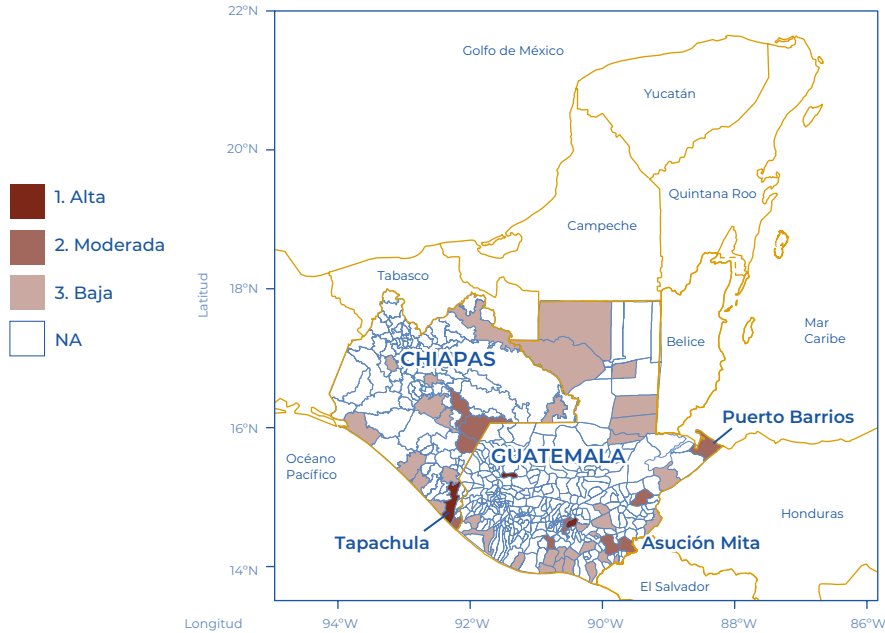 22°N
Golfo de México
Yucatán
20°N
1. Alta
Quintana Roo
2. Moderada
Campeche
Tabasco
3. Baja
18°N
Latitud
Mar
Caribe
NA
Belice
CHIAPAS
Puerto Barrios
16°N
GUATEMALA
Océano
Pacífico
Honduras
Tapachula
Asución Mita
14°N
El Salvador
Longitud
94°W
92°W
90°W
88°W
86°W